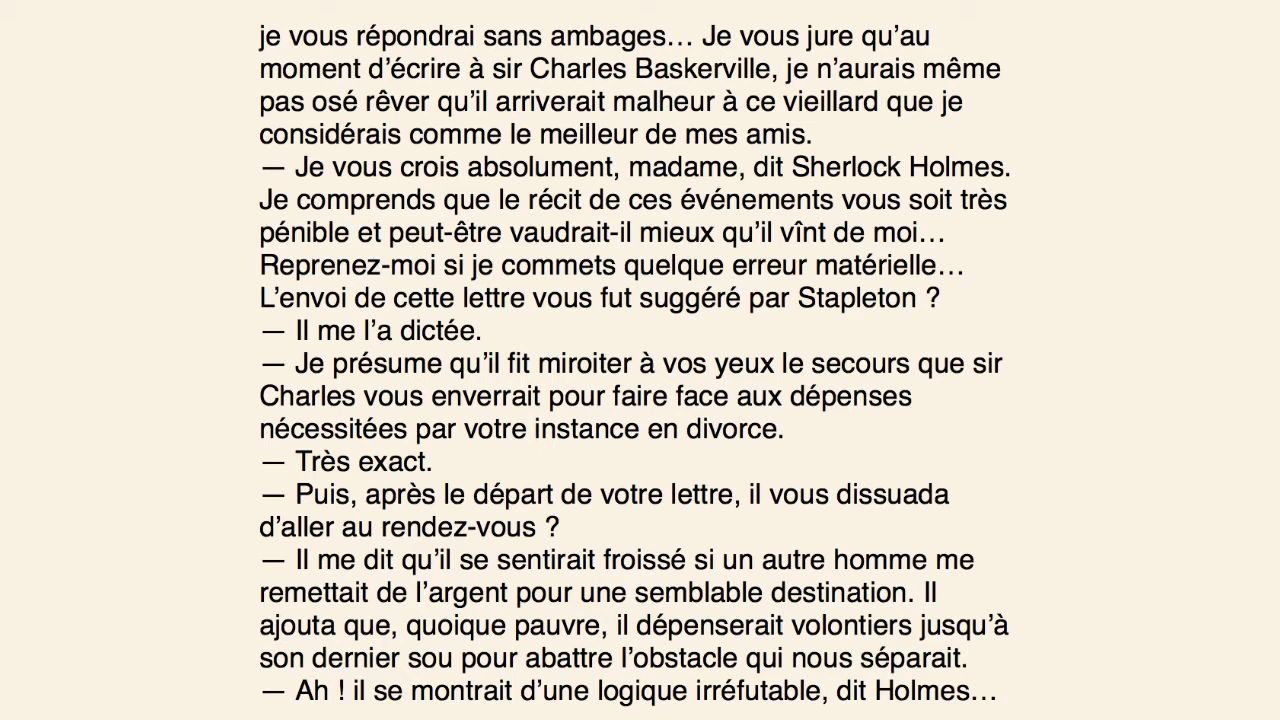 je vous répondrai sans ambages… Je vous jure qu’au
moment d’écrire à sir Charles Baskerville, je n’aurais même
pas osé rêver qu’il arriverait malheur à ce vieillard que je
considérais comme le meilleur de mes amis.
— Je vous crois absolument, madame, dit Sherlock Holmes.
Je comprends que le récit de ces événements vous soit très
pénible et peut-être vaudrait-il mieux qu’il vînt de moi…
Reprenez-moi si je commets quelque erreur matérielle…
L’envoi de cette lettre vous fut suggéré par Stapleton ?
— Il me l’a dictée.
— Je présume qu’il fit miroiter à vos yeux le secours que sir
Charles vous enverrait pour faire face aux dépenses
nécessitées par votre instance en divorce.
— Très exact.
— Puis, après le départ de votre lettre, il vous dissuada
d’aller au rendez-vous ?
— Il me dit qu’il se sentirait froissé si un autre homme me
remettait de l’argent pour une semblable destination. Il
ajouta que, quoique pauvre, il dépenserait volontiers jusqu’à
son dernier sou pour abattre l’obstacle qui nous séparait.
— Ah ! il se montrait d’une logique irréfutable, dit Holmes…